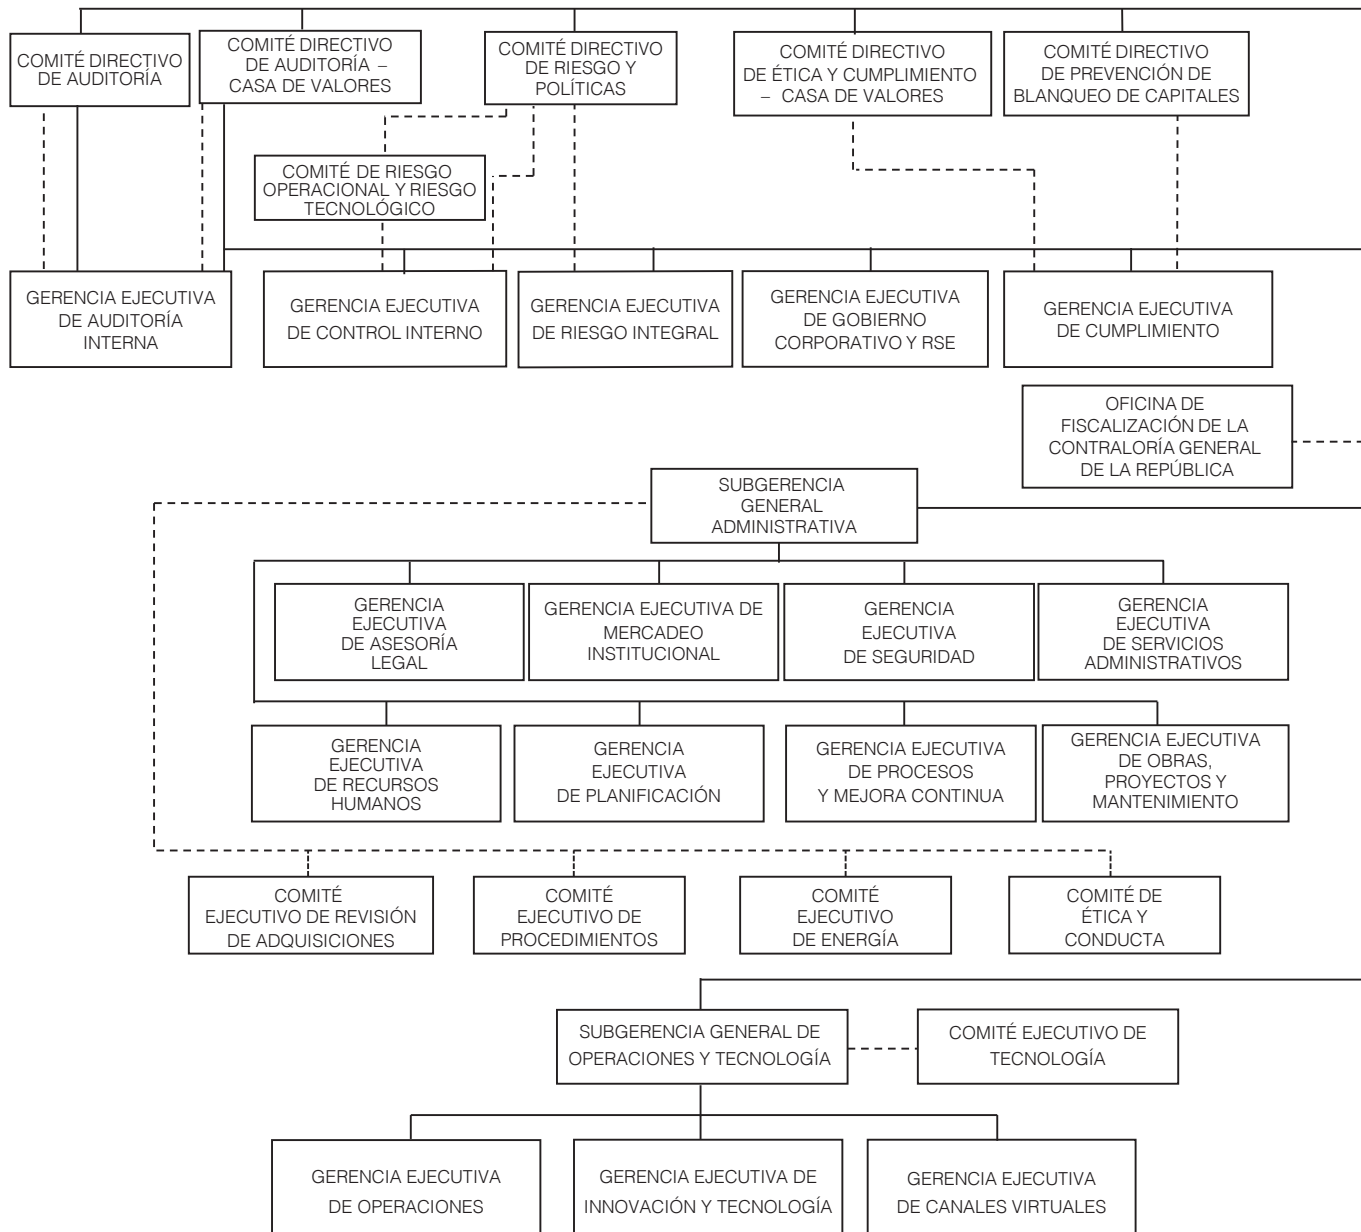 COMITÉ DIRECTIVO
DE AUDITORÍA
COMITÉ DIRECTIVO
DE AUDITORÍA –
CASA DE VALORES
COMITÉ DIRECTIVO
DE RIESGO Y
POLÍTICAS
COMITÉ DIRECTIVO
DE ÉTICA Y CUMPLIMIENTO
– CASA DE VALORES
COMITÉ DIRECTIVO
DE PREVENCIÓN DE
BLANQUEO DE CAPITALES
COMITÉ DE RIESGO
OPERACIONAL Y RIESGO
TECNOLÓGICO
GERENCIA EJECUTIVA
DE AUDITORÍA
INTERNA
GERENCIA EJECUTIVA
DE CONTROL INTERNO
GERENCIA EJECUTIVA
DE RIESGO INTEGRAL
GERENCIA EJECUTIVA
DE GOBIERNO
CORPORATIVO Y RSE
GERENCIA EJECUTIVA
DE CUMPLIMIENTO
OFICINA DE
FISCALIZACIÓN DE LA
CONTRALORÍA GENERAL
DE LA REPÚBLICA
SUBGERENCIA
GENERAL
ADMINISTRATIVA
GERENCIA
EJECUTIVA
DE ASESORÍA
LEGAL
GERENCIA EJECUTIVA DE
MERCADEO
INSTITUCIONAL
GERENCIA
EJECUTIVA
DE SEGURIDAD
GERENCIA
EJECUTIVA
DE SERVICIOS
ADMINISTRATIVOS
GERENCIA
EJECUTIVA
DE RECURSOS
HUMANOS
GERENCIA
EJECUTIVA
DE PLANIFICACIÓN
GERENCIA EJECUTIVA
DE PROCESOS
Y MEJORA CONTINUA
GERENCIA EJECUTIVA
DE OBRAS,
PROYECTOS Y
MANTENIMIENTO
COMITÉ
EJECUTIVO DE REVISIÓN
DE ADQUISICIONES
COMITÉ
EJECUTIVO DE
PROCEDIMIENTOS
COMITÉ
EJECUTIVO
DE ENERGÍA
COMITÉ DE
ÉTICA Y
CONDUCTA
SUBGERENCIA GENERAL DE
OPERACIONES Y TECNOLOGÍA
COMITÉ EJECUTIVO DE
TECNOLOGÍA
GERENCIA EJECUTIVA
DE OPERACIONES
GERENCIA EJECUTIVA DE
INNOVACIÓN Y TECNOLOGÍA
GERENCIA EJECUTIVA
DE CANALES VIRTUALES